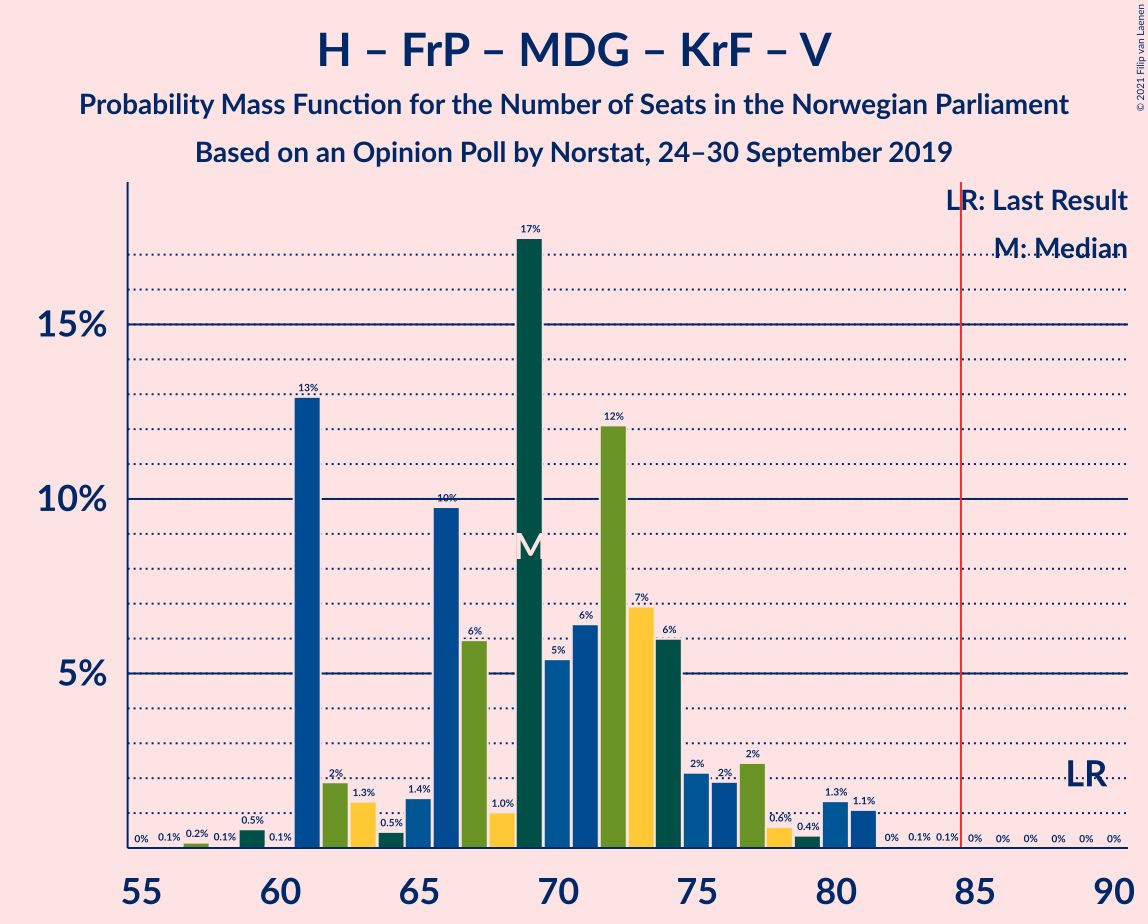 H – FrP – MDG – KrF – V
Probability Mass Function for the Number of Seats in the Norwegian Parliament
Based on an Opinion Poll by Norstat, 24–30 September 2019
© 2021 Filip van Laenen
LR: Last Result
M: Median
15%
10%
5%
0% 0.1% 0.2% 0.1% 0.5% 0.1% 13% 2% 1.3% 0.5% 1.4% 10% 6% 1.0% 17% 5% 6% 12% 7% 6% 2% 2% 2% 0.6% 0.4% 1.3% 1.1% 0% 0.1% 0.1% 0% 0% 0% 0% 0% 0%
M
LR
55 60 65 70 75 80 85 90